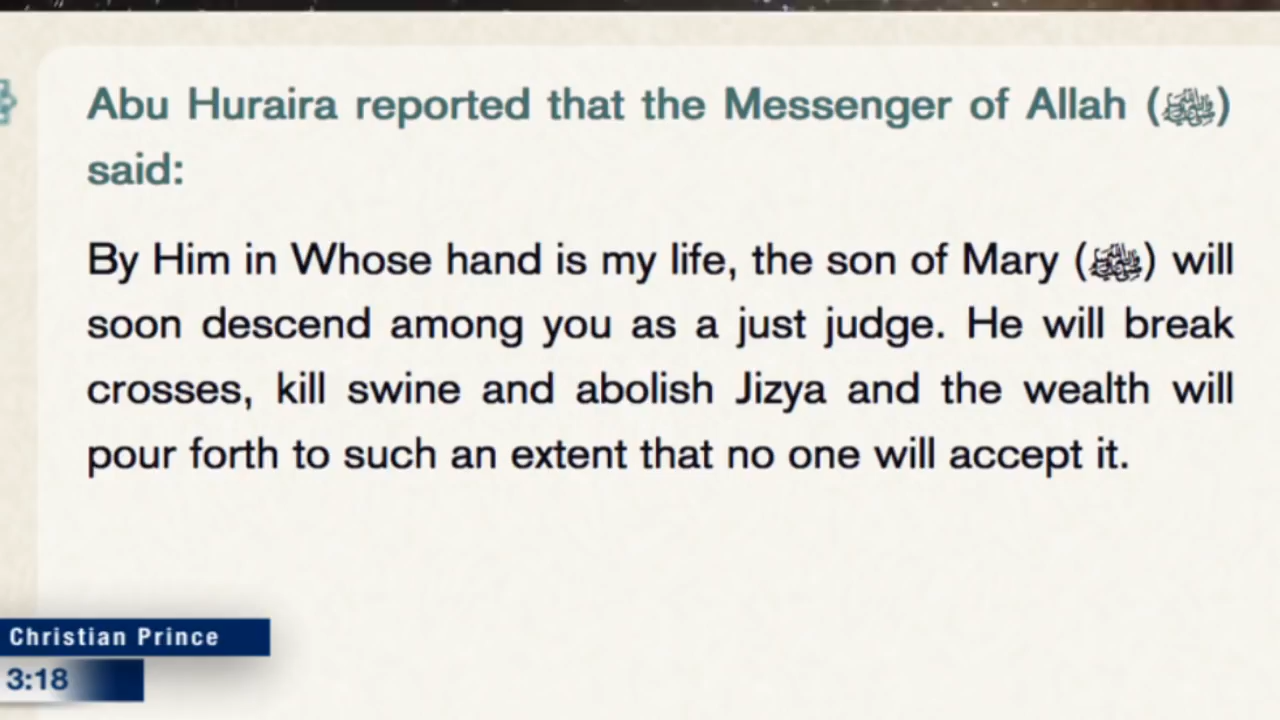 Abu Huraira reported that the Messenger of Allah (ﷺ)
said:
By Him in Whose hand is my life, the son of Mary (ﷺ) will
soon descend among you as a just judge. He will break
crosses, kill swine and abolish Jizya and the wealth will
pour forth to such an extent that no one will accept it.
Christian Prince
3:18